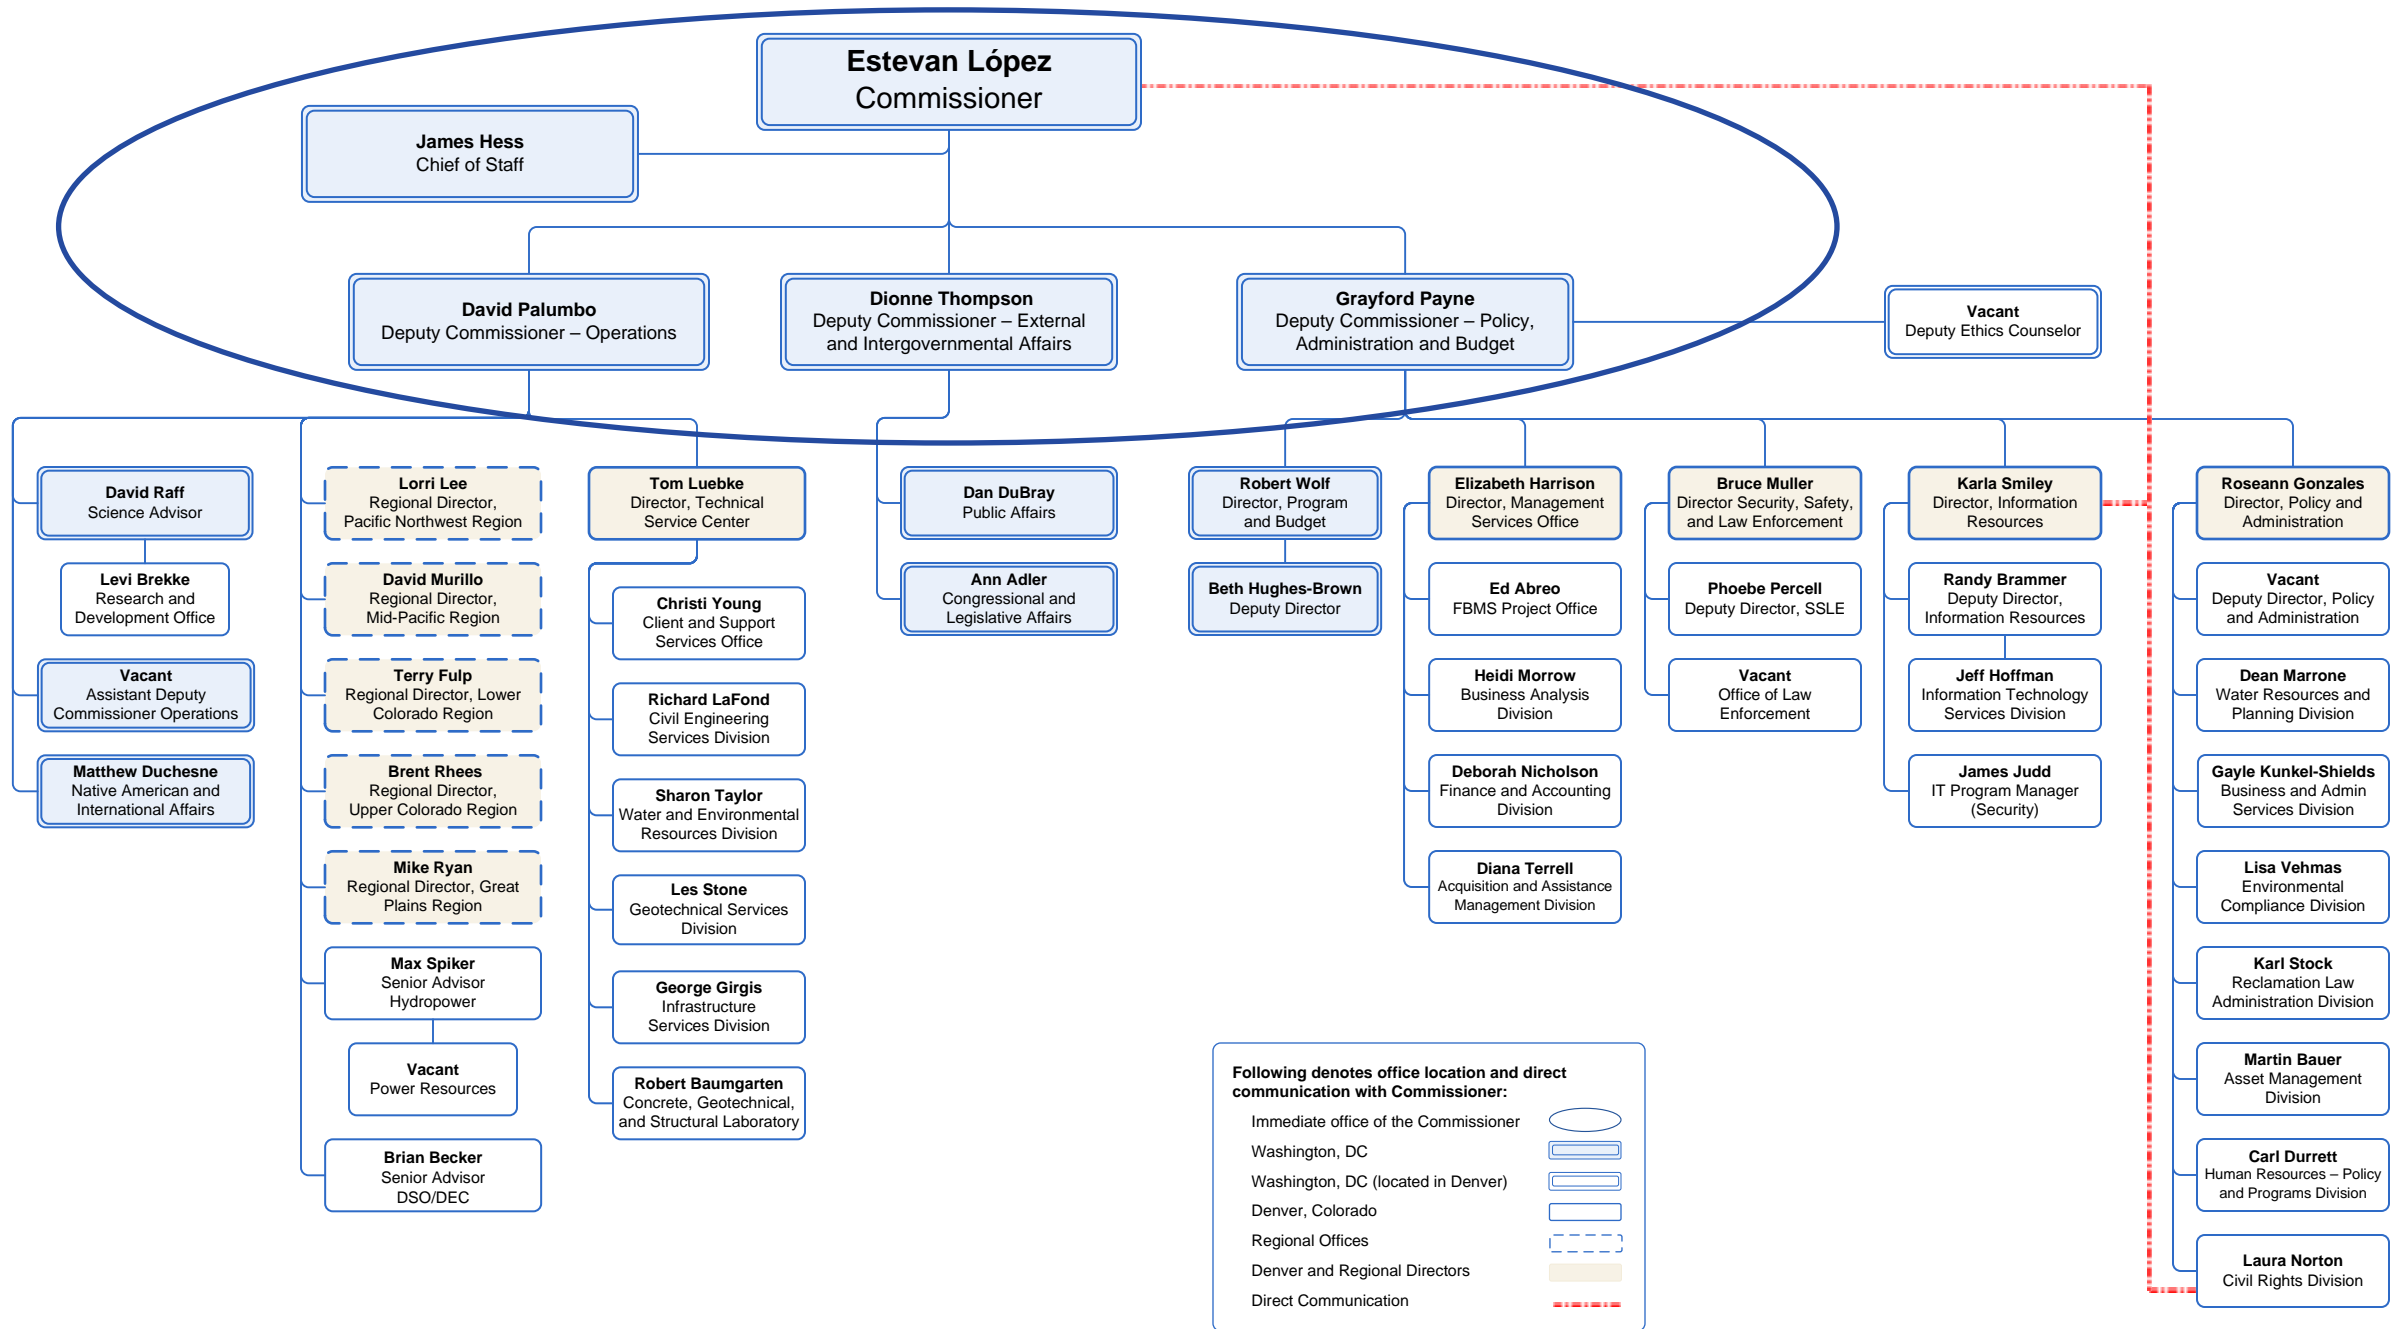 Estevan López
Commissioner
James Hess
Chief of Staff
David Palumbo
Deputy Commissioner – Operations
Dionne Thompson
Deputy Commissioner – External
and Intergovernmental Affairs
Grayford Payne
Deputy Commissioner – Policy,
Administration and Budget
Vacant
Deputy Ethics Counselor
David Raff
Science Advisor
Levi Brekke
Research and
Development Office
Vacant
Assistant Deputy
Commissioner Operations
Matthew Duchesne
Native American and
International Affairs
Lorri Lee
Regional Director,
Pacific Northwest Region
David Murillo
Regional Director,
Mid-Pacific Region
Terry Fulp
Regional Director, Lower
Colorado Region
Brent Rhees
Regional Director,
Upper Colorado Region
Mike Ryan
Regional Director, Great
Plains Region
Max Spiker
Senior Advisor
Hydropower
Vacant
Power Resources
Brian Becker
Senior Advisor
DSO/DEC
Tom Luebke
Director, Technical
Service Center
Christi Young
Client and Support
Services Office
Richard LaFond
Civil Engineering
Services Division
Sharon Taylor
Water and Environmental
Resources Division
Les Stone
Geotechnical Services
Division
George Girgis
Infrastructure
Services Division
Robert Baumgarten
Concrete, Geotechnical,
and Structural Laboratory
Dan DuBray
Public Affairs
Ann Adler
Congressional and
Legislative Affairs
Robert Wolf
Director, Program
and Budget
Beth Hughes-Brown
Deputy Director
Elizabeth Harrison
Director, Management
Services Office
Ed Abreo
FBMS Project Office
Heidi Morrow
Business Analysis
Division
Deborah Nicholson
Finance and Accounting
Division
Diana Terrell
Acquisition and Assistance
Management Division
Bruce Muller
Director Security, Safety,
and Law Enforcement
Phoebe Percell
Deputy Director, SSLE
Vacant
Office of Law
Enforcement
Karla Smiley
Director, Information
Resources
Randy Brammer
Deputy Director,
Information Resources
Jeff Hoffman
Information Technology
Services Division
James Judd
IT Program Manager
(Security)
Roseann Gonzales
Director, Policy and
Administration
Vacant
Deputy Director, Policy
and Administration
Dean Marrone
Water Resources and
Planning Division
Gayle Kunkel-Shields
Business and Admin
Services Division
Lisa Vehmas
Environmental
Compliance Division
Karl Stock
Reclamation Law
Administration Division
Martin Bauer
Asset Management
Division
Carl Durrett
Human Resources – Policy
and Programs Division
Laura Norton
Civil Rights Division
Following denotes office location and direct
communication with Commissioner:
Immediate office of the Commissioner
Washington, DC
Washington, DC (located in Denver)
Denver, Colorado
Regional Offices
Denver and Regional Directors
Direct Communication